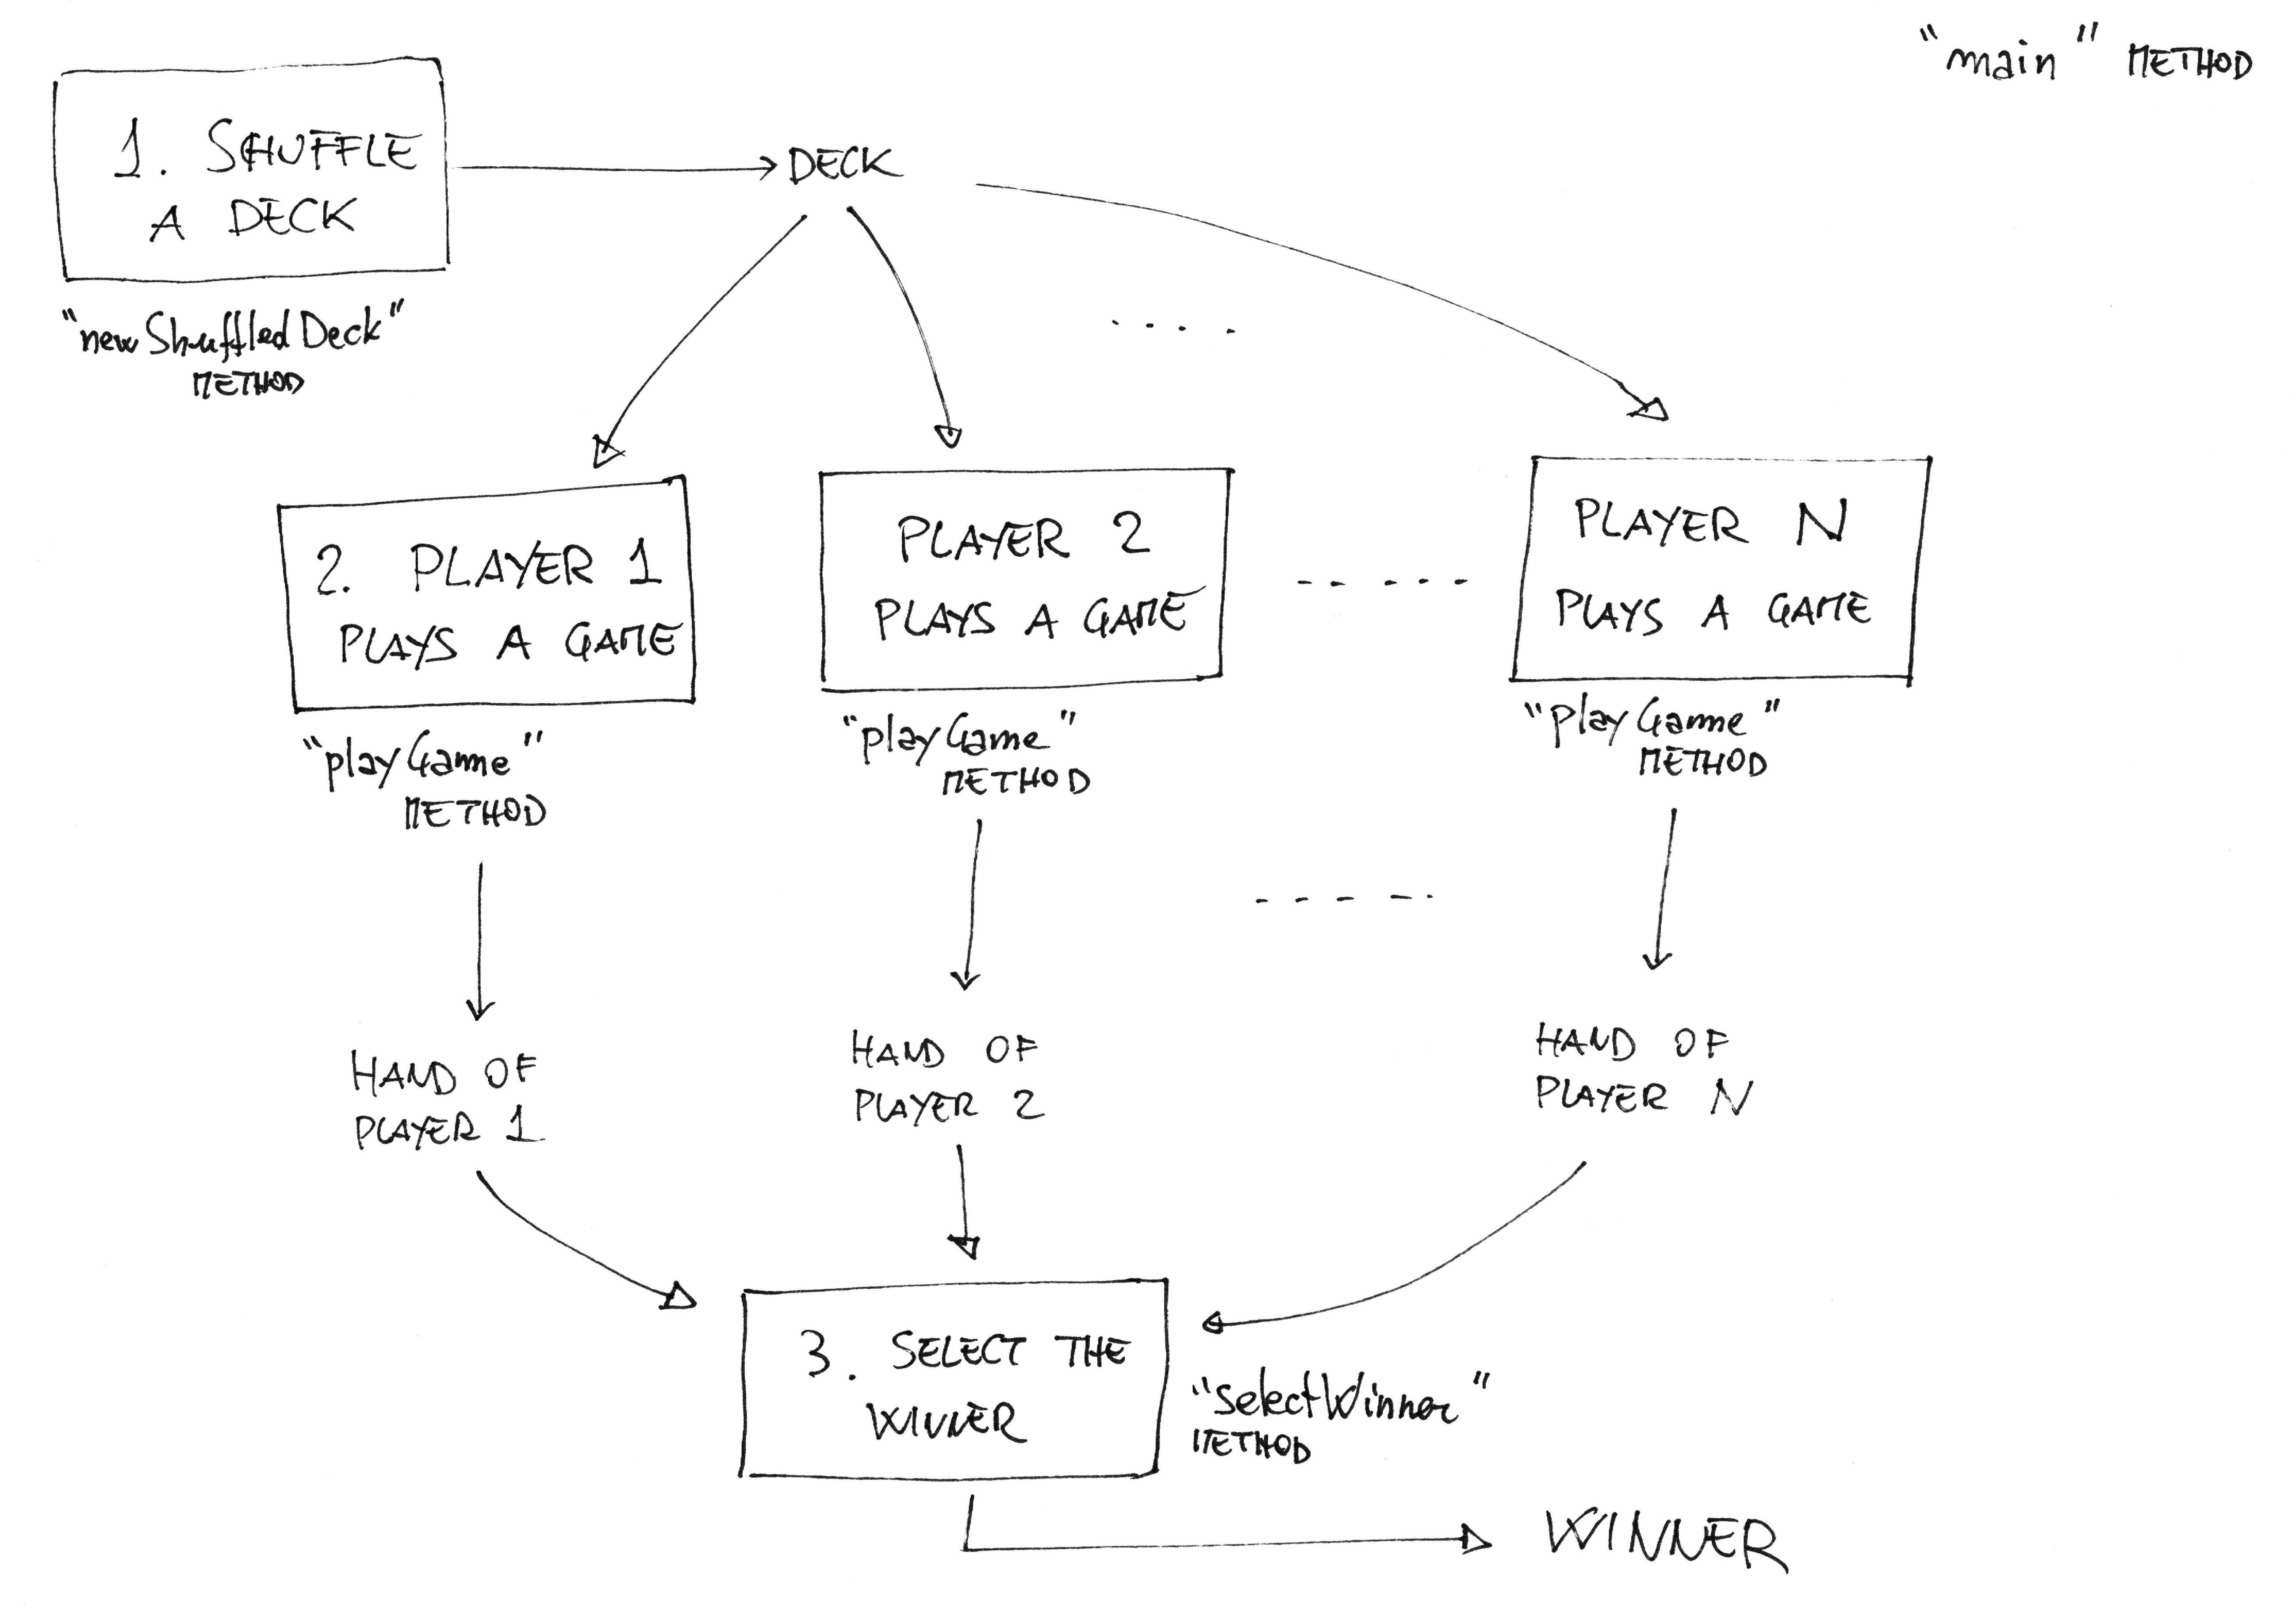 "main" METHOD
1. SHUFFLE
A DECK
DECK
"newShuffledDeck"
METHOD
2. PLAYER 1
PLAYS A GAME
PLAYER 2
PLAYS A GAME
PLAYER N
PLAYS A GAME
"playGame"
METHOD
"playGame"
METHOD
"playGame"
METHOD
HAND OF
PLAYER 1
HAND OF
PLAYER 2
HAND OF
PLAYER N
3. SELECT THE
WINNER
"selectWinner"
METHOD
WINNER